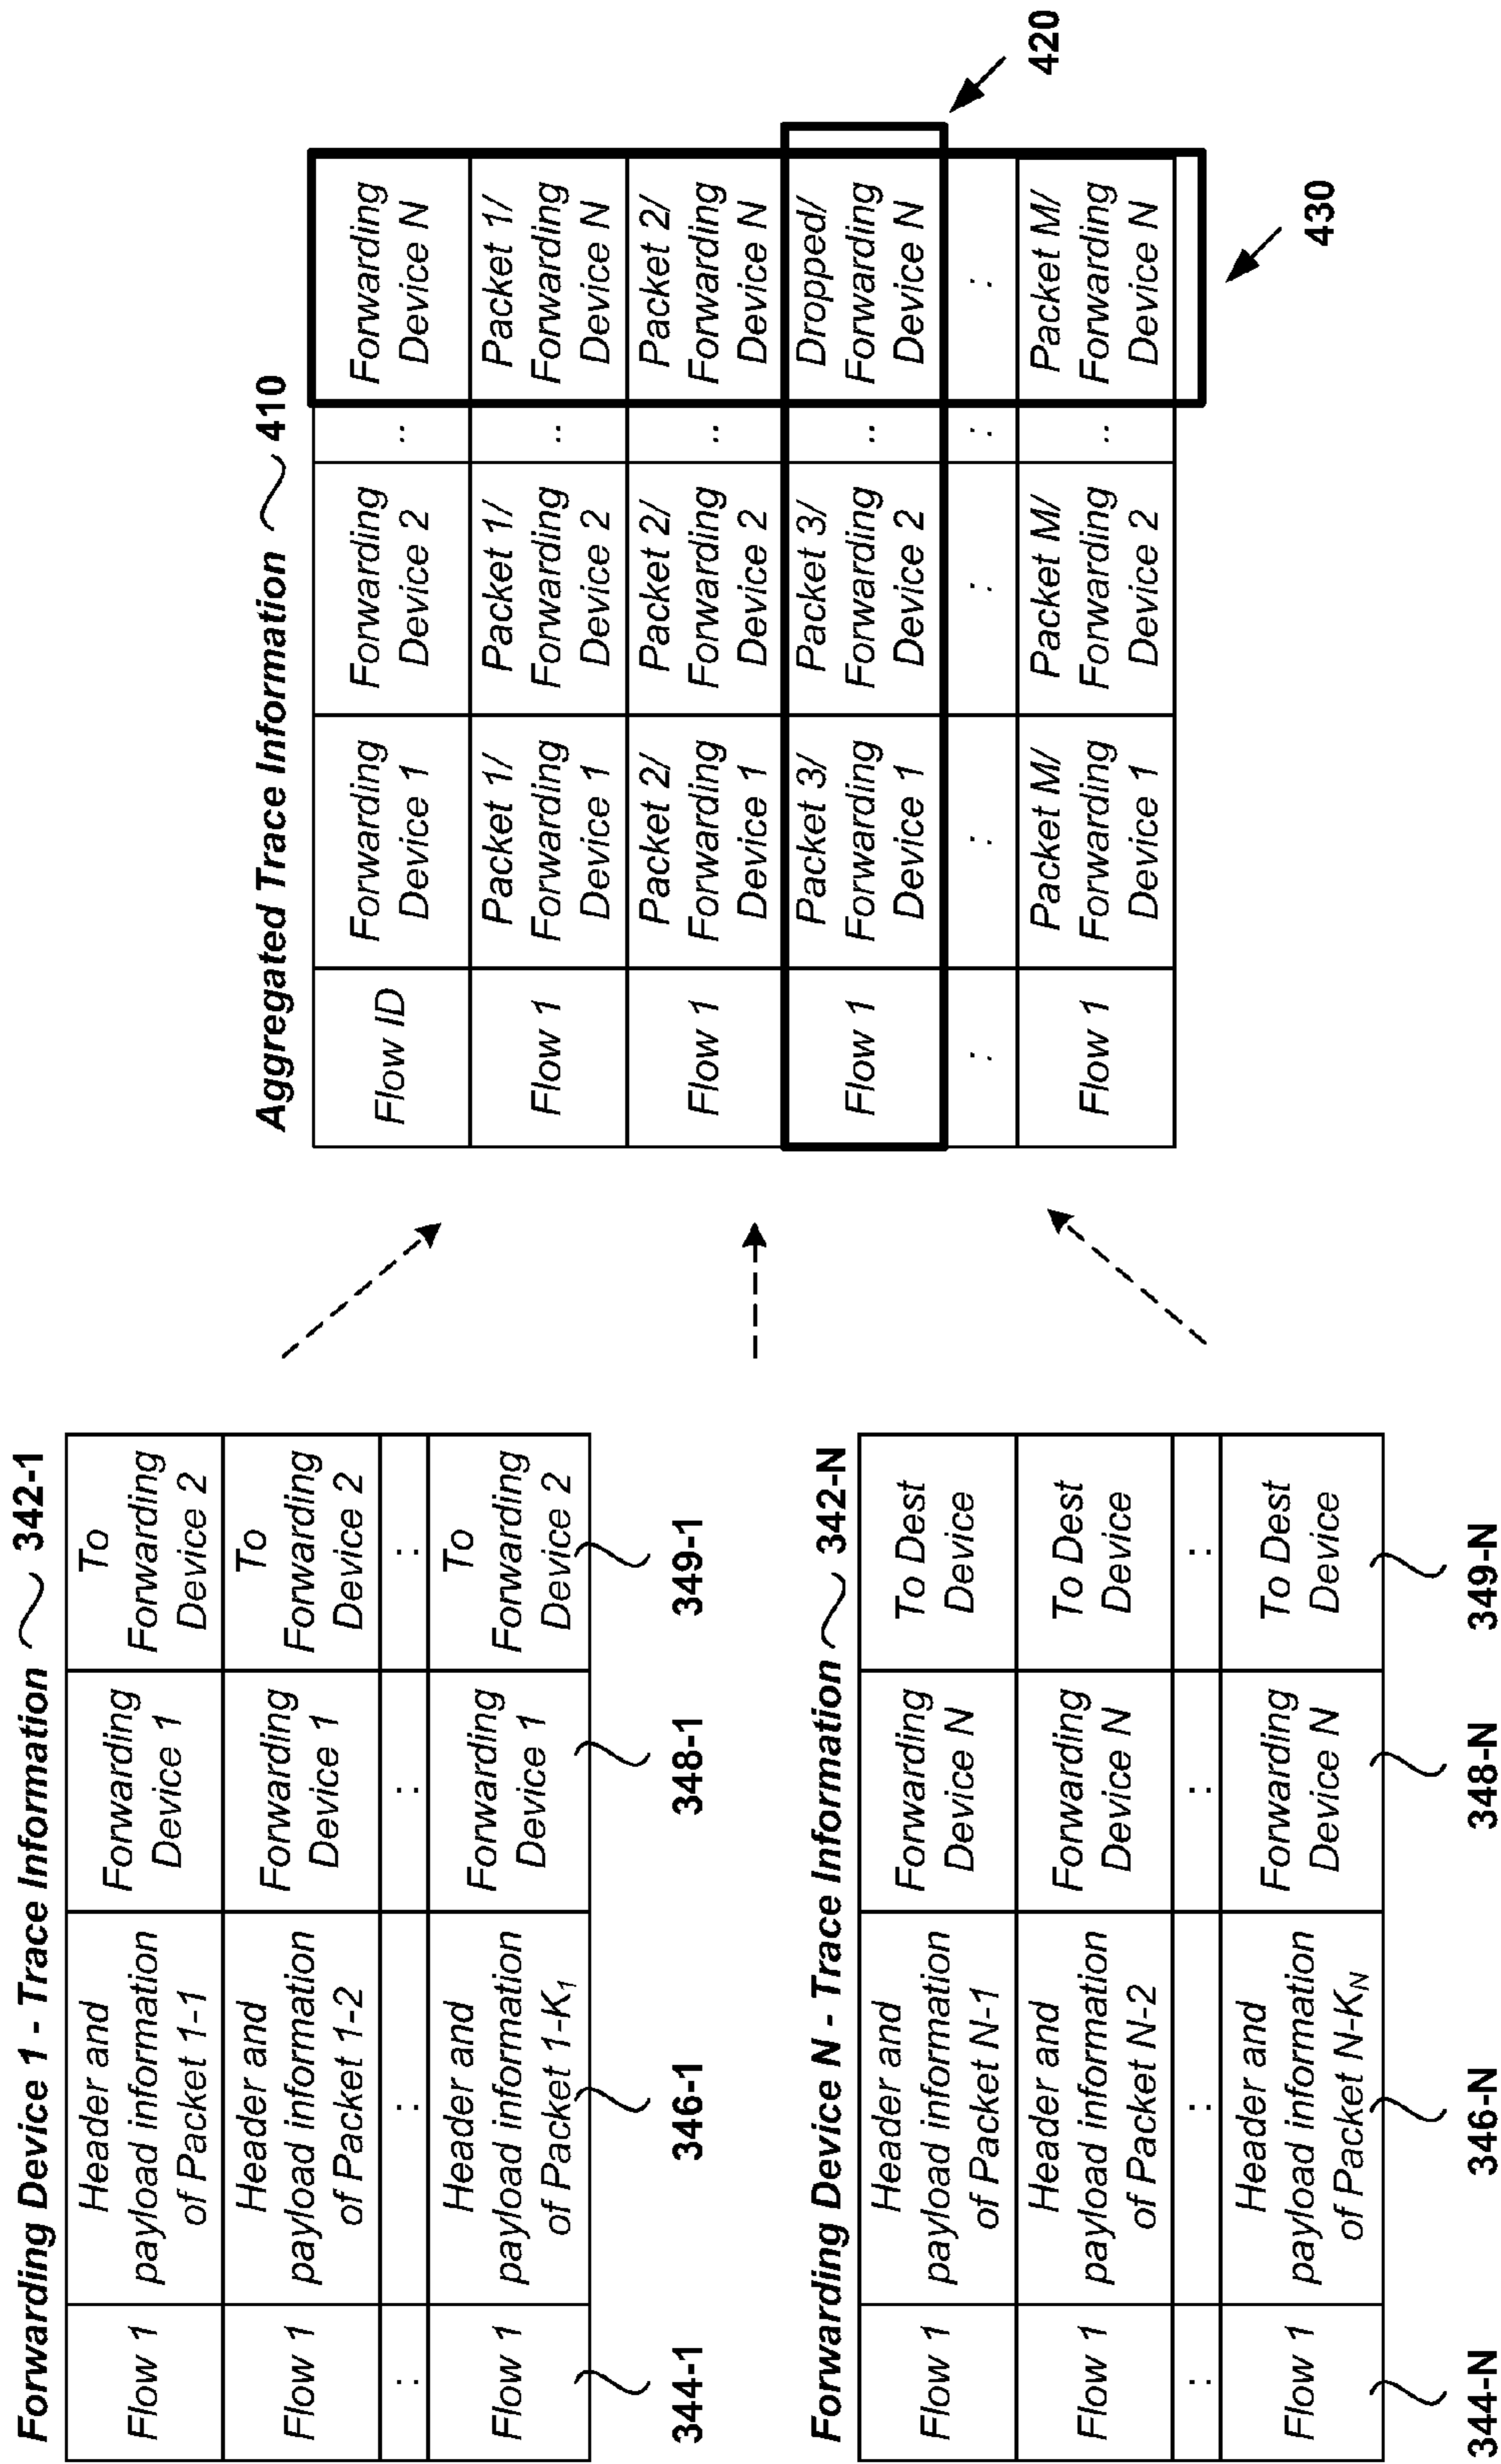 Forwarding Device 1 - Trace Information 342-1
Flow 1
Header and
payload information
of Packet 1-1
Forwarding
Device 1
To
Forwarding
Device 2
Flow 1
Header and
payload information
of Packet 1-2
Forwarding
Device 1
To
Forwarding
Device 2
:
:
:
:
Flow 1
Header and
payload information
of Packet 1-K₁
Forwarding
Device 1
To
Forwarding
Device 2
344-1
346-1
348-1
349-1
Forwarding Device N - Trace Information 342-N
Flow 1
Header and
payload information
of Packet N-1
Forwarding
Device N
To Dest
Device
Flow 1
Header and
payload information
of Packet N-2
Forwarding
Device N
To Dest
Device
:
:
:
:
Flow 1
Header and
payload information
of Packet N-K_N
Forwarding
Device N
To Dest
Device
344-N
346-N
348-N
349-N
Aggregated Trace Information 410
Flow ID
Forwarding
Device 1
Forwarding
Device 2
..
Forwarding
Device N
Flow 1
Packet 1/
Forwarding
Device 1
Packet 1/
Forwarding
Device 2
..
Packet 1/
Forwarding
Device N
Flow 1
Packet 2/
Forwarding
Device 1
Packet 2/
Forwarding
Device 2
..
Packet 2/
Forwarding
Device N
Flow 1
Packet 3/
Forwarding
Device 1
Packet 3/
Forwarding
Device 2
..
Dropped/
Forwarding
Device N
420
:
:
:
:
:
Flow 1
Packet M/
Forwarding
Device 1
Packet M/
Forwarding
Device 2
..
Packet M/
Forwarding
Device N
430